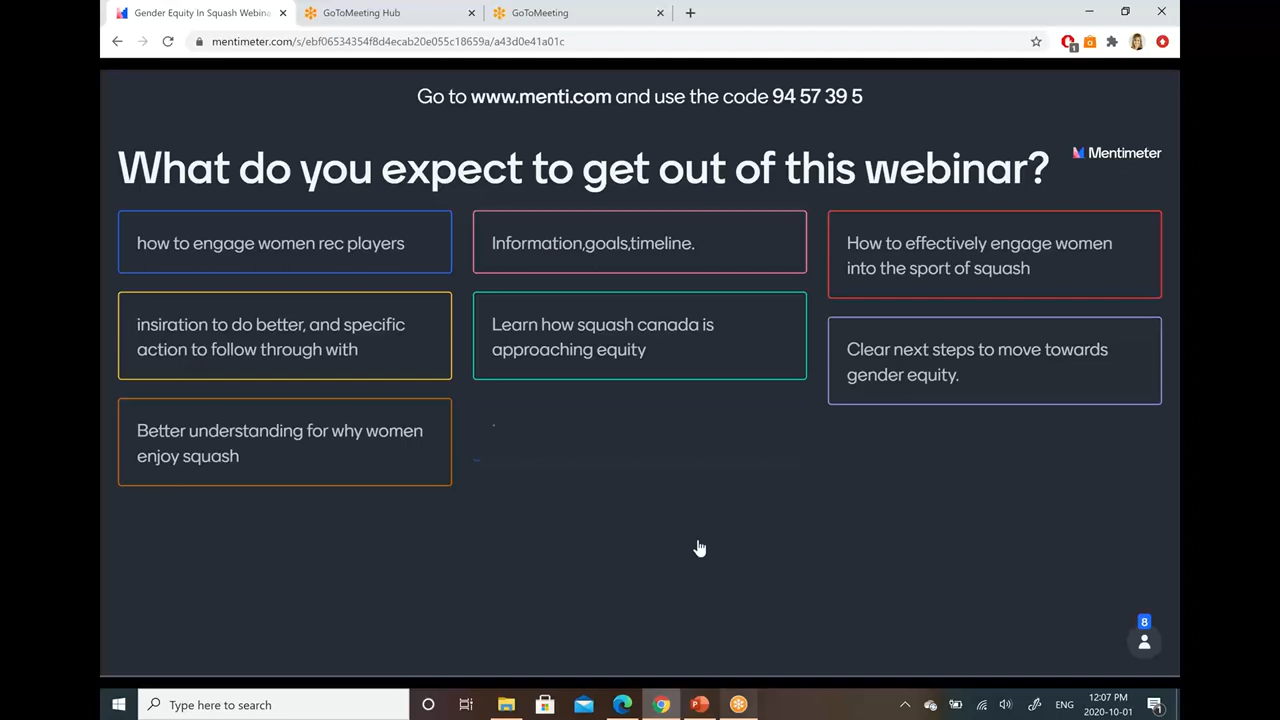 Gender Equity In Squash Webina
GoToMeeting Hub
GoToMeeting
mentimeter.com/s/ebf06534354f8d4ecab20e055c18659a/a43d0e41a01c
1
Go to www.menti.com and use the code 94 57 39 5
Mentimeter
What do you expect to get out of this webinar?
how to engage women rec players
Information,goals,timeline.
How to effectively engage women
into the sport of squash
insiration to do better, and specific
action to follow through with
Learn how squash canada is
approaching equity
Clear next steps to move towards
gender equity.
Better understanding for why women
enjoy squash
8
Type here to search
ENG
12:07 PM
2020-10-01
1